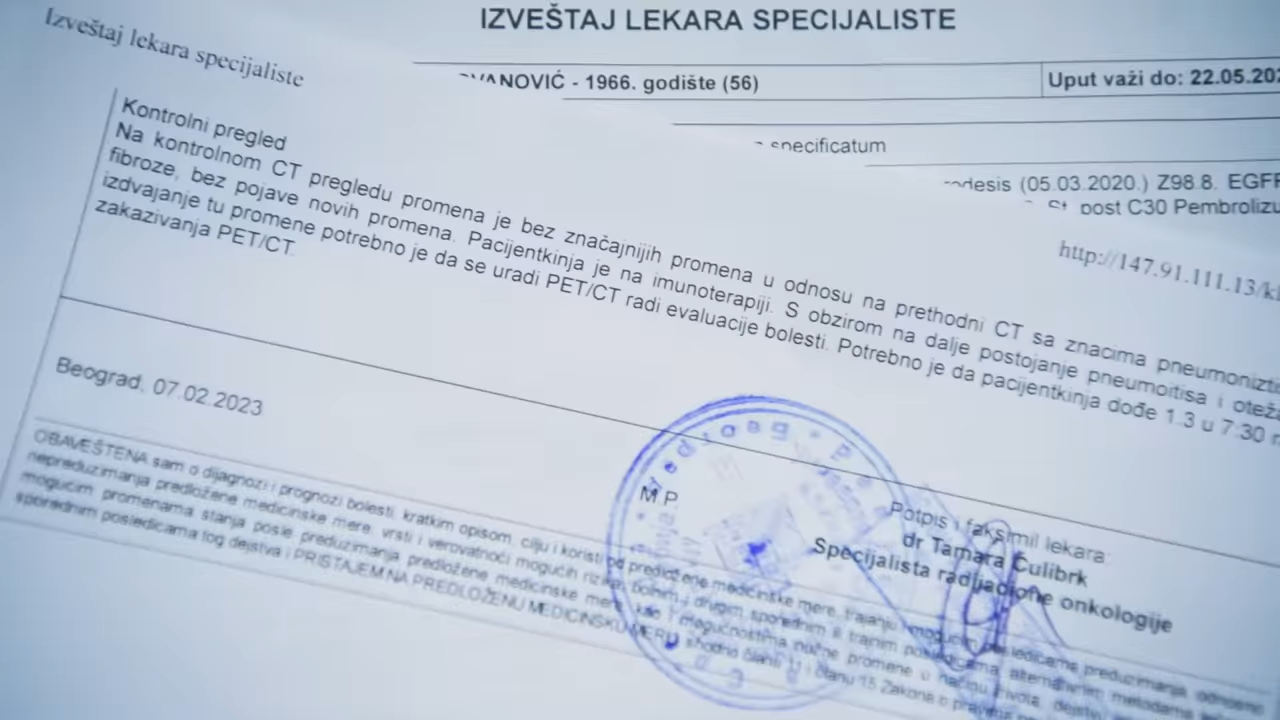 IZVEŠTAJ LEKARA SPECIJALISTE
Izveštaj lekara specijaliste
- 1966. godište (56)
Uput važi do: 22.05.202
specificatum
(05.03.2020.) Z98.8. EGFR
post C30 Pembrolizu
http://147.91.111.13/kl
Kontrolni pregled
Na kontrolnom CT pregledu promena je bez značajnijih promena u odnosu na prethodni CT sa znacima pneumonizti
fibroze, bez pojave novih promena. Pacijentkinja je na imunoterapiji. S obzirom na dalje postojanje pneumoitisa i oteža
izdvajanje tu promene potrebno je da se uradi PET/CT radi evaluacije bolesti. Potrebno je da pacijentkinja dođe 1.3 u 7:30
zakazivanja PET/CT.
Beograd, 07.02.2023
M P
Potpis i faksimil lekara
dr Tamara Čulibrk
Specijalista radijacione onkologije
OBAVEŠTENA sam o dijagnozi i prognozi bolesti, kratkim opisom, cilju i koristi od predložene medicinske mere, trajanju, mogućim posledicama preduzimanja, odnosno
nepreduzimanja predložene medicinske mere, vrsti i verovatnoći mogućih rizika, bolnim i drugim sporednim ili trajnim posledicama, alternativnim metodama
mogućim promenama stanja posle preduzimanja predložene medicinske mere, kao i mogućnostima nužne promene u načinu života, dejstvu
sporednim posledicama tog dejstva i PRISTAJEM NA PREDLOŽENU MEDICINSKU MERU shodno članu 11 i članu 15 Zakona o pravima